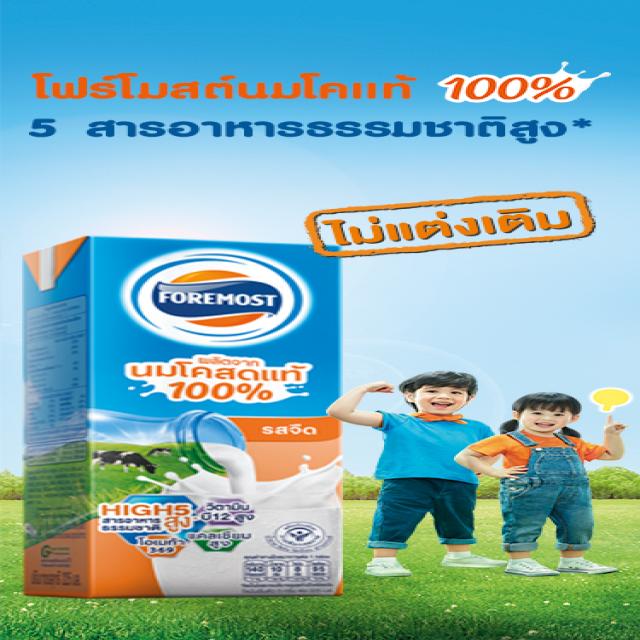 โฟร์โมสต์นมโคแท้ 100%
5 สารอาหารธรรมชาติสูง*
ไม่แต่งเติม
FOREMOST
ผลิตจาก
นมโคสดแท้
100%
รสจืด
HIGH5
สารอาหาร
ธรรมชาติ
สูง
วิตามิน
บี12 สูง
โอเมก้า
369
แคลเซียม
สูง